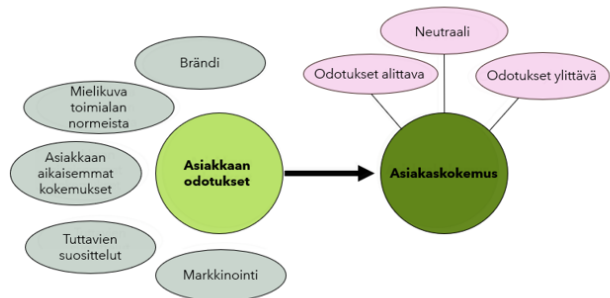 Brändi
Mielikuva
toimialan
normeista
Asiakkaan
aikaisemmat
kokemukset
Tuttavien
suosittelut
Markkinointi
Asiakkaan
odotukset
Neutraali
Odotukset alittava
Odotukset ylittävä
Asiakaskokemus